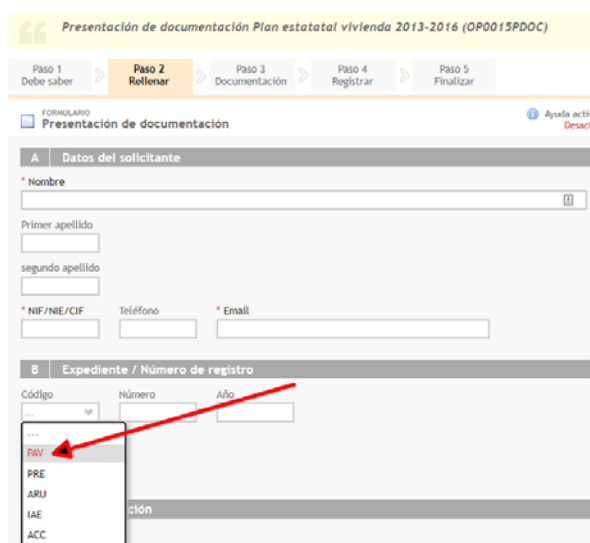 Presentación de documentación Plan estatatal vivienda 2013-2016 (OP0015PDOC)
Paso 1
Debe saber
Paso 2
Rellenar
Paso 3
Documentación
Paso 4
Registrar
Paso 5
Finalizar
FORMULARIO
Presentación de documentación
Ayuda acti
Desact
A Datos del solicitante
* Nombre
Primer apellido
segundo apellido
* NIF/NIE/CIF Teléfono * Email
B Expediente / Número de registro
Código Número Año
...
...
PAV
PRE
ARU
IAE
ACC
ción